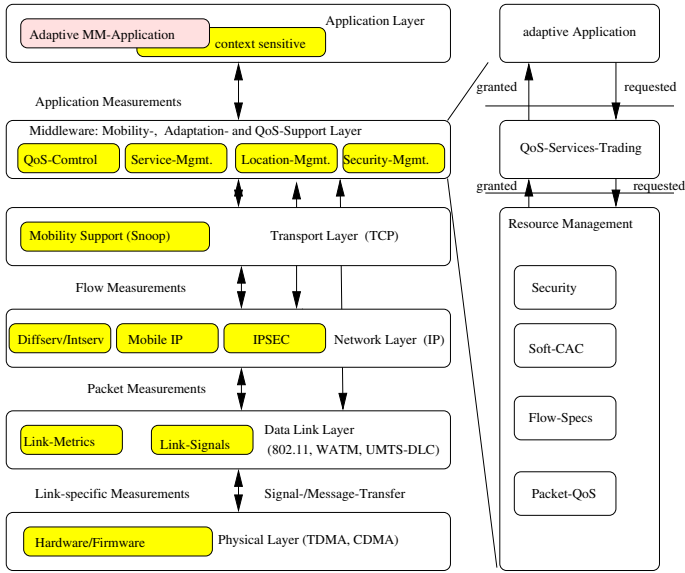 Application Layer
Adaptive MM-Application
context sensitive
Application Measurements
Middleware: Mobility-, Adaptation- and QoS-Support Layer
QoS-Comtrol
Service-Mgmt.
Location-Mgmt.
Security-Mgmt.
Mobility Support (Snoop)
Transport Layer (TCP)
Flow Measurements
Diffserv/Intserv
Mobile IP
IPSEC
Network Layer (IP)
Packet Measurements
Link-Metrics
Link-Signals
Data Link Layer
(802.11, WATM, UMTS-DLC)
Link-specific Measurements
Signal-/Message-Transfer
Hardware/Firmware
Physical Layer (TDMA, CDMA)
adaptive Application
granted
requested
QoS-Services-Trading
granted
requested
Resource Management
Security
Soft-CAC
Flow-Specs
Packet-QoS